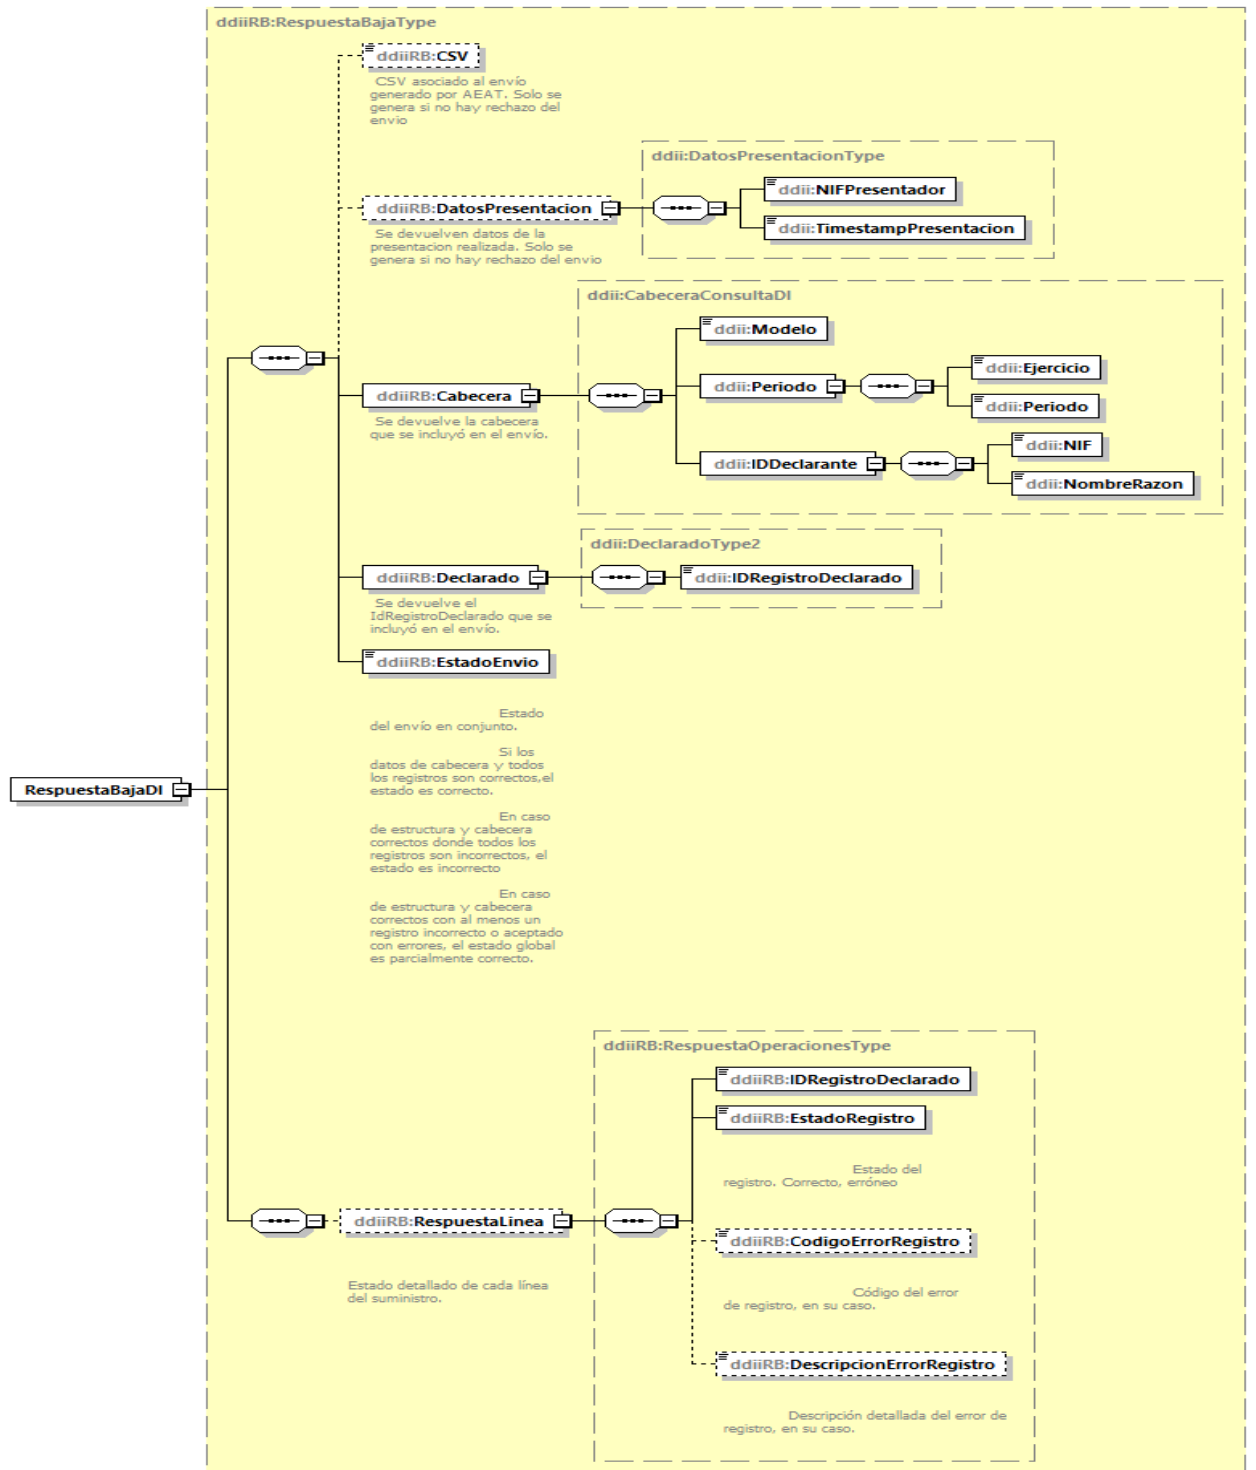 ddiiRB:RespuestaBajaType
ddiiRB:CSV
CSV asociado al envío
generado por AEAT. Solo se
genera si no hay rechazo del
envio
ddii:DatosPresentacionType
ddii:NIFPresentador
ddiiRB:DatosPresentacion
ddii:TimestampPresentacion
Se devuelven datos de la
presentacion realizada. Solo se
genera si no hay rechazo del envio
ddii:CabeceraConsultaDI
ddii:Modelo
ddii:Ejercicio
ddii:Periodo
ddiiRB:Cabecera
ddii:Periodo
Se devuelve la cabecera
que se incluyó en el envío.
ddii:NIF
ddii:IDDeclarante
ddii:NombreRazon
ddii:DeclaradoType2
ddiiRB:Declarado
ddii:IDRegistroDeclarado
Se devuelve el
IdRegistroDeclarado que se
incluyó en el envío.
ddiiRB:EstadoEnvio
Estado
del envío en conjunto.
Si los
datos de cabecera y todos
los registros son correctos,el
estado es correcto.
RespuestaBajaDI
En caso
de estructura y cabecera
correctos donde todos los
registros son incorrectos, el
estado es incorrecto
En caso
de estructura y cabecera
correctos con al menos un
registro incorrecto o aceptado
con errores, el estado global
es parcialmente correcto.
ddiiRB:RespuestaOperacionesType
ddiiRB:IDRegistroDeclarado
ddiiRB:EstadoRegistro
Estado del
registro. Correcto, erróneo
ddiiRB:RespuestaLinea
ddiiRB:CodigoErrorRegistro
Estado detallado de cada línea
del suministro.
Código del error
de registro, en su caso.
ddiiRB:DescripcionErrorRegistro
Descripción detallada del error de
registro, en su caso.